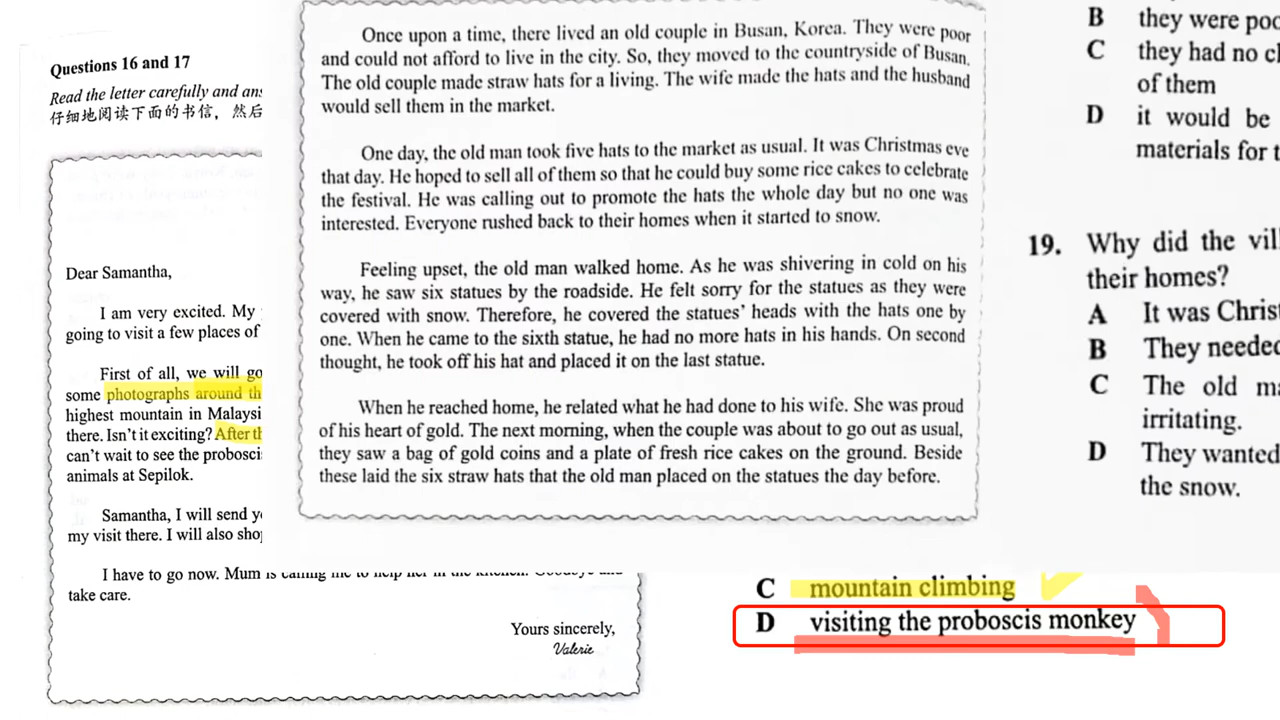 Questions 16 and 17
Read the letter carefully and
仔细地阅读下面的书信，然后
Dear Samantha,
I am very excited. My
going to visit a few places of
First of all, we will go
some photographs around
highest mountain in
there. Isn't it exciting? After
can't wait to see the
animals at Sepilok.
Samantha, I will send
my visit there. I will also
I have to go now. Mum is calling me to help her in the kitchen. Goodbye and
take care.
Yours sincerely,
Valerie
Once upon a time, there lived an old couple in Busan, Korea. They were poor
and could not afford to live in the city. So, they moved to the countryside of Busan.
The old couple made straw hats for a living. The wife made the hats and the husband
would sell them in the market.
One day, the old man took five hats to the market as usual. It was Christmas eve
that day. He hoped to sell all of them so that he could buy some rice cakes to celebrate
the festival. He was calling out to promote the hats the whole day but no one was
interested. Everyone rushed back to their homes when it started to snow.
Feeling upset, the old man walked home. As he was shivering in cold on his
way, he saw six statues by the roadside. He felt sorry for the statues as they were
covered with snow. Therefore, he covered the statues' heads with the hats one by
one. When he came to the sixth statue, he had no more hats in his hands. On second
thought, he took off his hat and placed it on the last statue.
When he reached home, he related what he had done to his wife. She was proud
of his heart of gold. The next morning, when the couple was about to go out as usual,
they saw a bag of gold coins and a plate of fresh rice cakes on the ground. Beside
these laid the six straw hats that the old man placed on the statues the day before.
B they were
C they had no
of them
D it would be
materials for
19. Why did the
their homes?
A It was
B They
C The old
irritating.
D They wanted
the snow.
C mountain climbing
D visiting the proboscis monkey